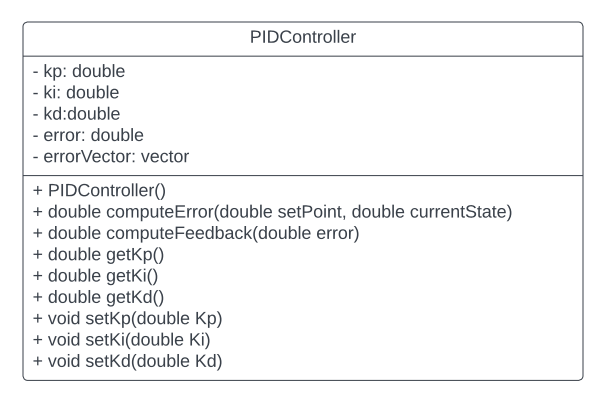 PIDController
- kp: double
- ki: double
- kd:double
- error: double
- errorVector: vector
+ PIDController()
+ double computeError(double setPoint, double currentState)
+ double computeFeedback(double error)
+ double getKp()
+ double getKi()
+ double getKd()
+ void setKp(double Kp)
+ void setKi(double Ki)
+ void setKd(double Kd)